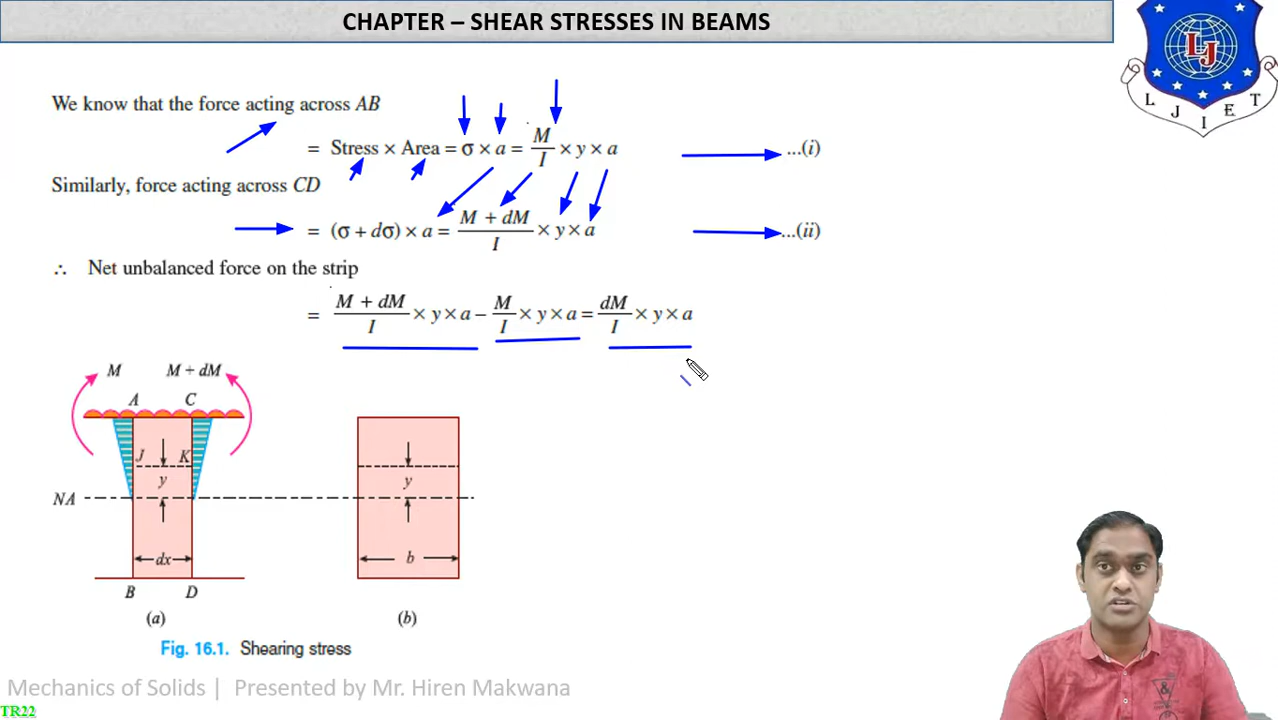 CHAPTER – SHEAR STRESSES IN BEAMS
LJ
L J I E T
We know that the force acting across AB
= Stress × Area = σ × a = M/I × y × a ...(i)
Similarly, force acting across CD
= (σ + dσ) × a = (M + dM)/I × y × a ...(ii)
∴ Net unbalanced force on the strip
= (M + dM)/I × y × a – M/I × y × a = dM/I × y × a
M M + dM
A C
J K
y y
NA
dx b
B D
(a) (b)
Fig. 16.1. Shearing stress
Mechanics of Solids | Presented by Mr. Hiren Makwana
TR22